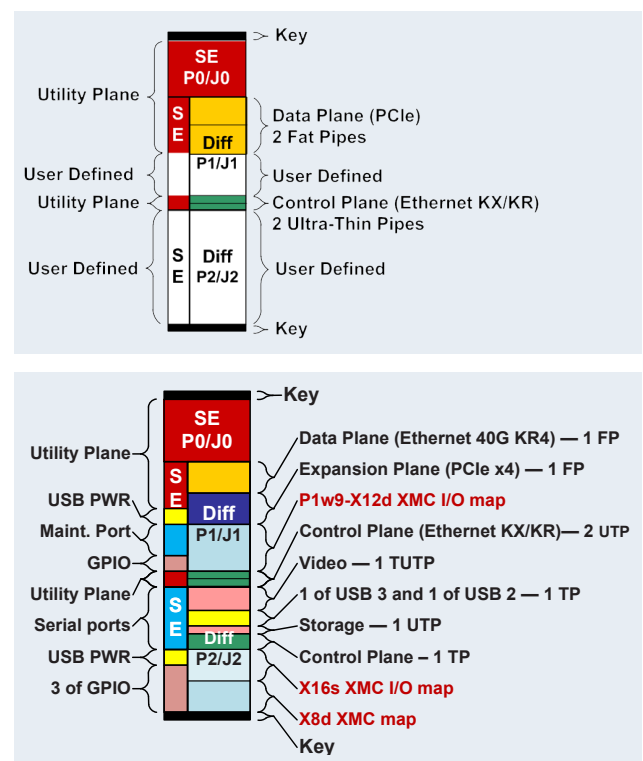 Key
SE
P0/J0
Utility Plane
S
E
Diff
Data Plane (PCIe)
2 Fat Pipes
P1/J1
User Defined
User Defined
Utility Plane
Control Plane (Ethernet KX/KR)
2 Ultra-Thin Pipes
S
E
Diff
P2/J2
User Defined
User Defined
Key
Key
SE
P0/J0
Utility Plane
Data Plane (Ethernet 40G KR4) — 1 FP
S
E
Expansion Plane (PCIe x4) — 1 FP
USB PWR
Diff
P1w9-X12d XMC I/O map
Maint. Port
P1/J1
Control Plane (Ethernet KX/KR)— 2 UTP
GPIO
Video — 1 TUTP
Utility Plane
1 of USB 3 and 1 of USB 2 — 1 TP
S
E
Serial ports
Storage — 1 UTP
Diff
USB PWR
P2/J2
Control Plane – 1 TP
3 of GPIO
X16s XMC I/O map
X8d XMC map
Key